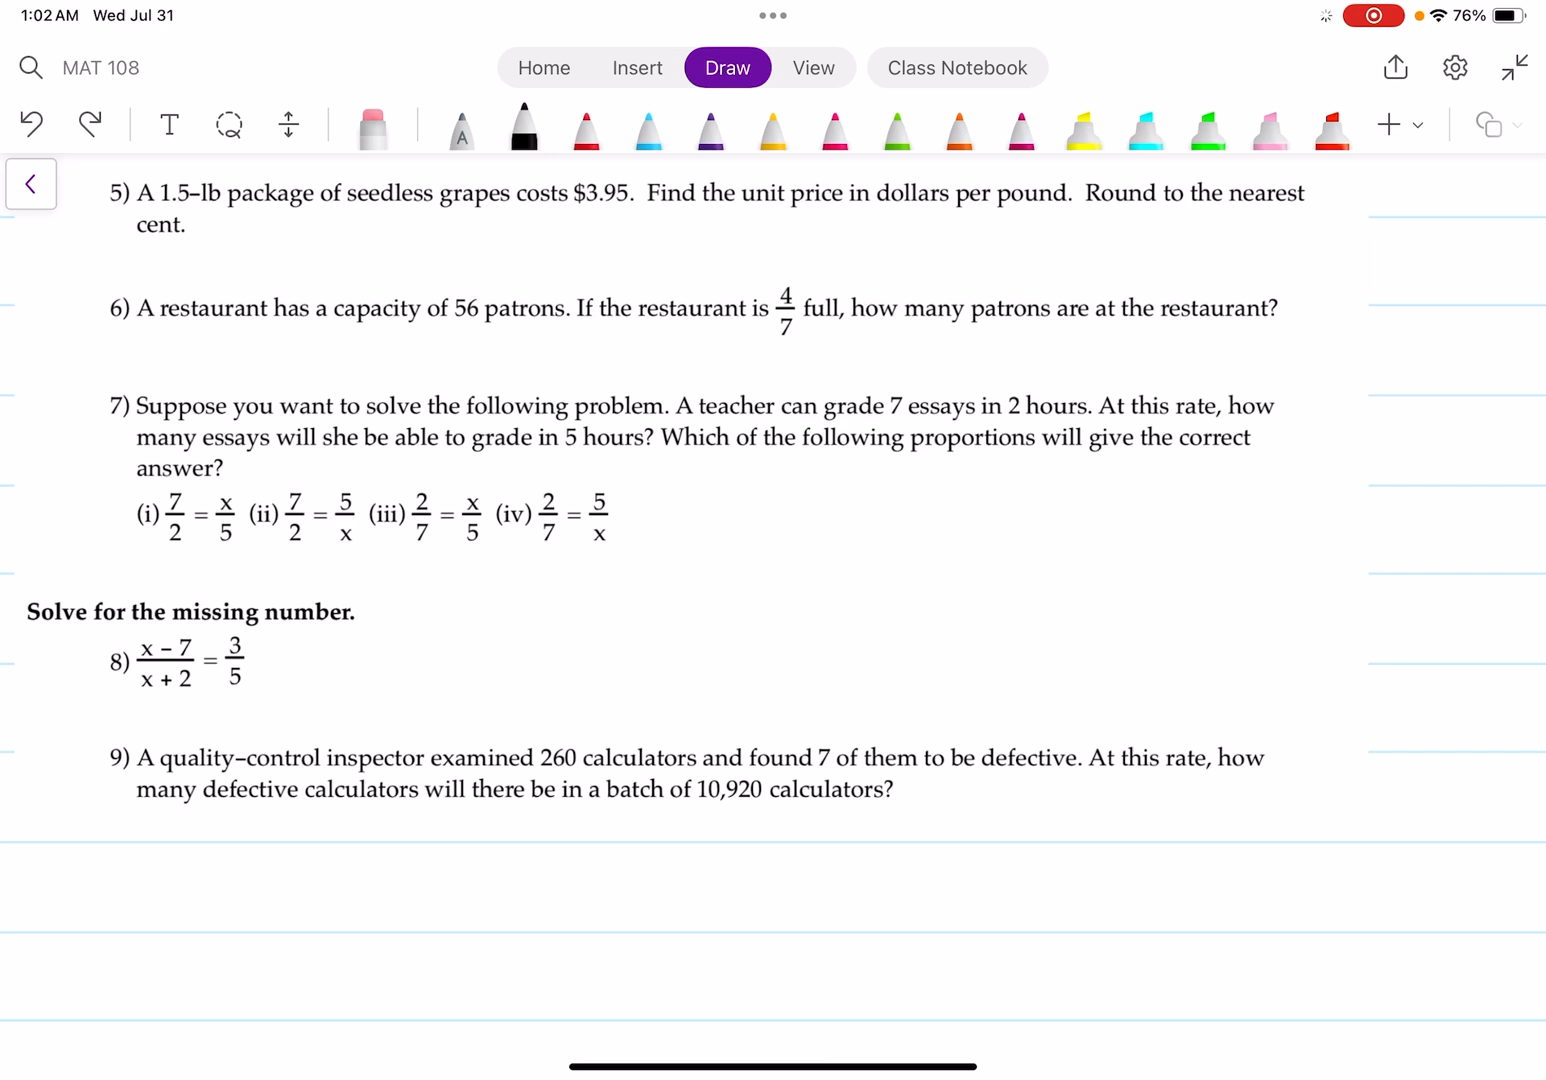 1:02 AM Wed Jul 31
76%
MAT 108
Home Insert Draw View Class Notebook
T
A
5) A 1.5–lb package of seedless grapes costs $3.95. Find the unit price in dollars per pound. Round to the nearest
cent.
6) A restaurant has a capacity of 56 patrons. If the restaurant is 4/7 full, how many patrons are at the restaurant?
7) Suppose you want to solve the following problem. A teacher can grade 7 essays in 2 hours. At this rate, how
many essays will she be able to grade in 5 hours? Which of the following proportions will give the correct
answer?
(i) 7/2 = x/5 (ii) 7/2 = 5/x (iii) 2/7 = x/5 (iv) 2/7 = 5/x
Solve for the missing number.
8) (x – 7)/(x + 2) = 3/5
9) A quality–control inspector examined 260 calculators and found 7 of them to be defective. At this rate, how
many defective calculators will there be in a batch of 10,920 calculators?